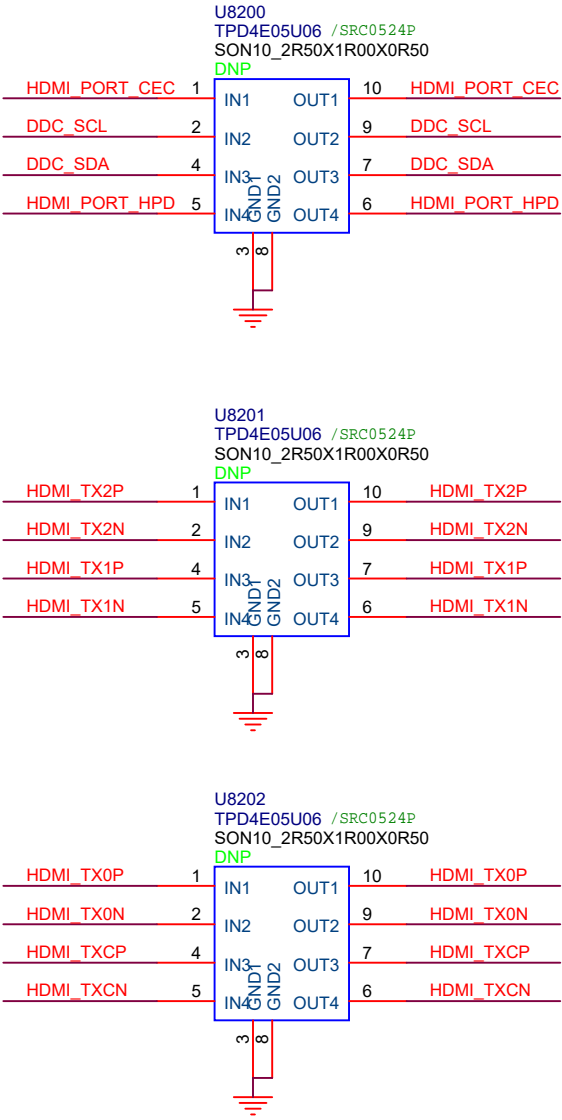 U8200
TPD4E05U06 /SRC0524P
SON10_2R50X1R00X0R50
DNP
HDMI_PORT_CEC 1 IN1 OUT1 10 HDMI_PORT_CEC
DDC_SCL 2 IN2 OUT2 9 DDC_SCL
DDC_SDA 4 IN3 OUT3 7 DDC_SDA
HDMI_PORT_HPD 5 IN4 OUT4 6 HDMI_PORT_HPD
GND1
GND2
3
8
U8201
TPD4E05U06 /SRC0524P
SON10_2R50X1R00X0R50
DNP
HDMI_TX2P 1 IN1 OUT1 10 HDMI_TX2P
HDMI_TX2N 2 IN2 OUT2 9 HDMI_TX2N
HDMI_TX1P 4 IN3 OUT3 7 HDMI_TX1P
HDMI_TX1N 5 IN4 OUT4 6 HDMI_TX1N
GND1
GND2
3
8
U8202
TPD4E05U06 /SRC0524P
SON10_2R50X1R00X0R50
DNP
HDMI_TX0P 1 IN1 OUT1 10 HDMI_TX0P
HDMI_TX0N 2 IN2 OUT2 9 HDMI_TX0N
HDMI_TXCP 4 IN3 OUT3 7 HDMI_TXCP
HDMI_TXCN 5 IN4 OUT4 6 HDMI_TXCN
GND1
GND2
3
8